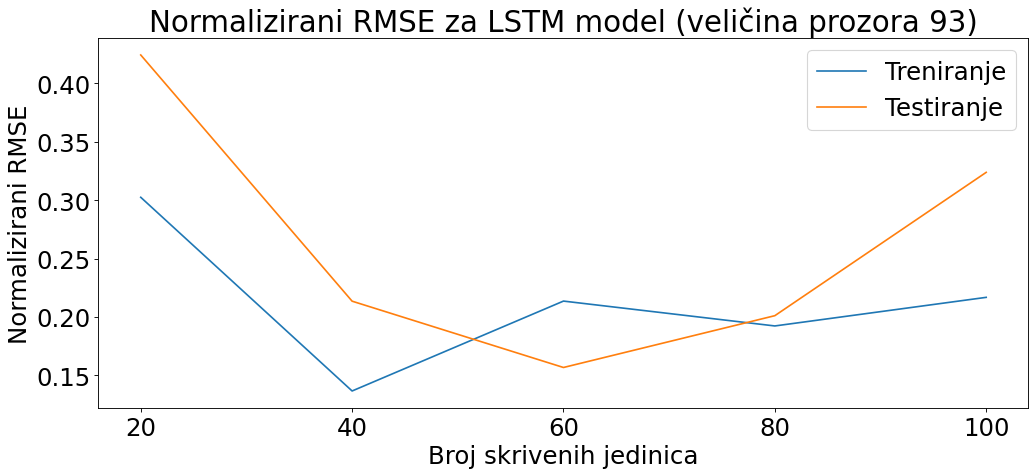 Normalizirani RMSE za LSTM model (veličina prozora 93)
Treniranje
Testiranje
Normalizirani RMSE
0.40
0.35
0.30
0.25
0.20
0.15
20 40 60 80 100
Broj skrivenih jedinica